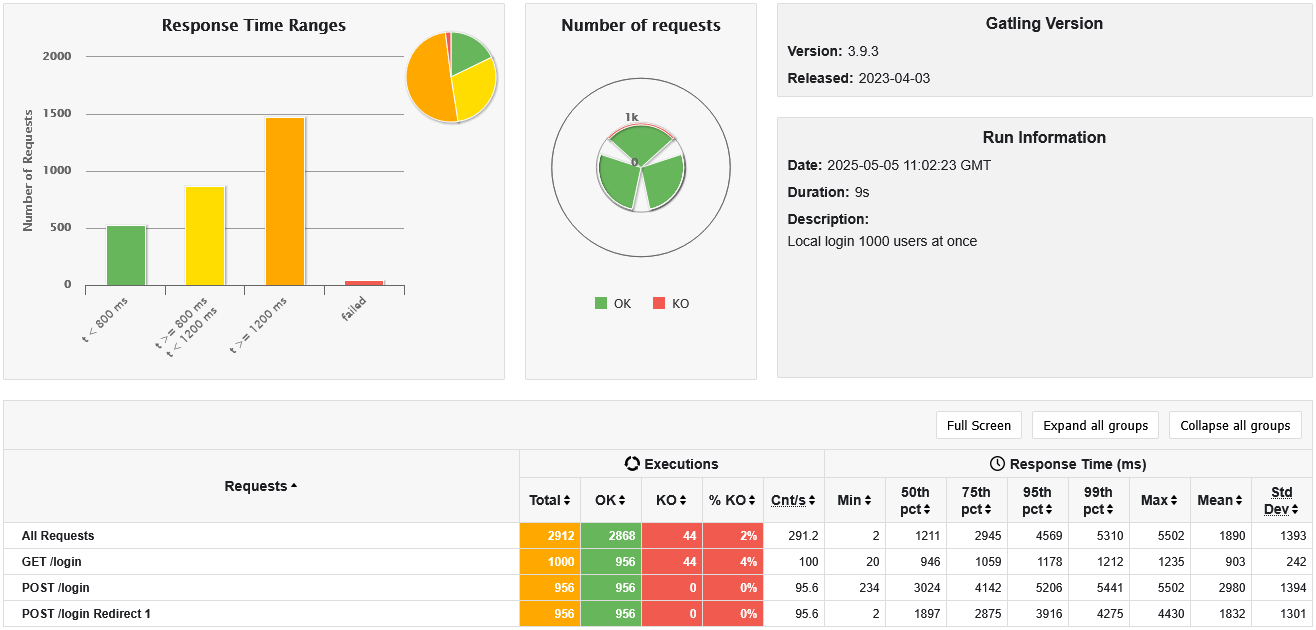 Response Time Ranges
2000
1500
1000
500
0
Number of Requests
t < 800 ms
t >= 800 ms
t < 1200 ms
t >= 1200 ms
failed
Number of requests
1k
0
OK KO
Gatling Version
Version: 3.9.3
Released: 2023-04-03
Run Information
Date: 2025-05-05 11:02:23 GMT
Duration: 9s
Description:
Local login 1000 users at once
Full Screen Expand all groups Collapse all groups
Requests Executions Response Time (ms)
Total OK KO % KO Cnt/s Min 50th pct 75th pct 95th pct 99th pct Max Mean Std Dev
All Requests 2912 2868 44 2% 291.2 2 1211 2945 4569 5310 5502 1890 1393
GET /login 1000 956 44 4% 100 20 946 1059 1178 1212 1235 903 242
POST /login 956 956 0 0% 95.6 234 3024 4142 5206 5441 5502 2980 1394
POST /login Redirect 1 956 956 0 0% 95.6 2 1897 2875 3916 4275 4430 1832 1301